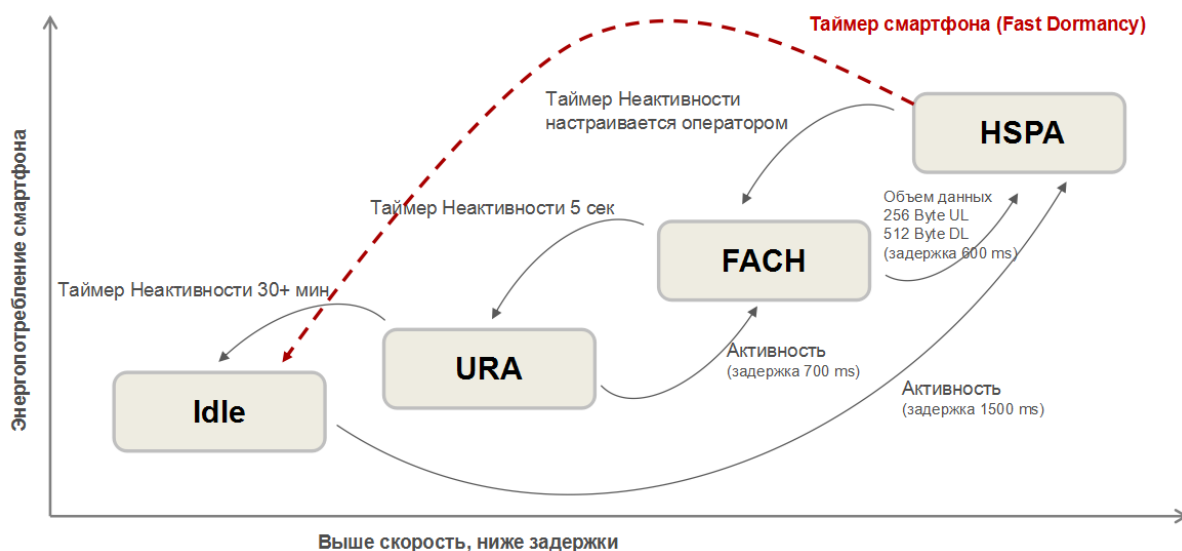 Таймер смартфона (Fast Dormancy)
Таймер Неактивности
настраивается оператором
HSPA
Таймер Неактивности 5 сек
Объем данных
256 Byte UL
512 Byte DL
(задержка 600 ms)
FACH
Таймер Неактивности 30+ мин
URA
Активность
(задержка 700 ms)
Idle
Активность
(задержка 1500 ms)
Энергопотребление смартфона
Выше скорость, ниже задержки